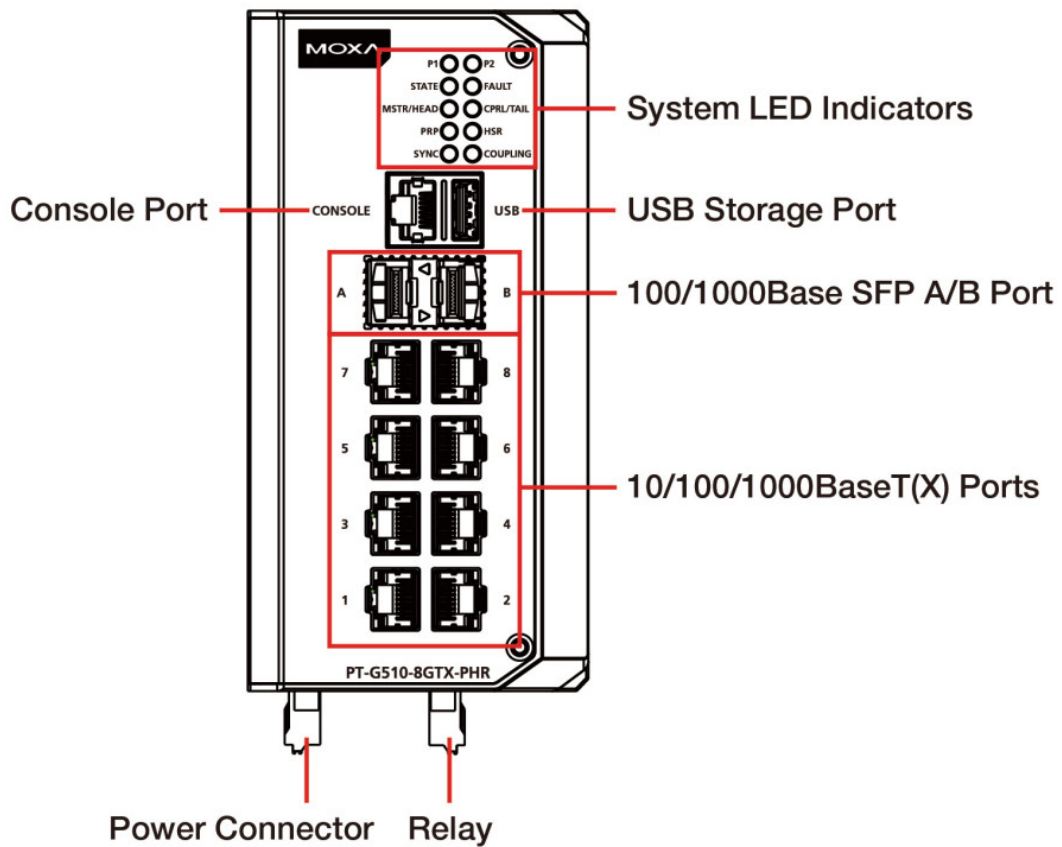 MOXA
P1 P2
STATE FAULT
MSTR/HEAD CPRL/TAIL
PRP HSR
SYNC COUPLING
System LED Indicators
Console Port
CONSOLE
USB
USB Storage Port
A
B
100/1000Base SFP A/B Port
7 8
5 6
10/100/1000BaseT(X) Ports
3 4
1 2
PT-G510-8GTX-PHR
Power Connector
Relay